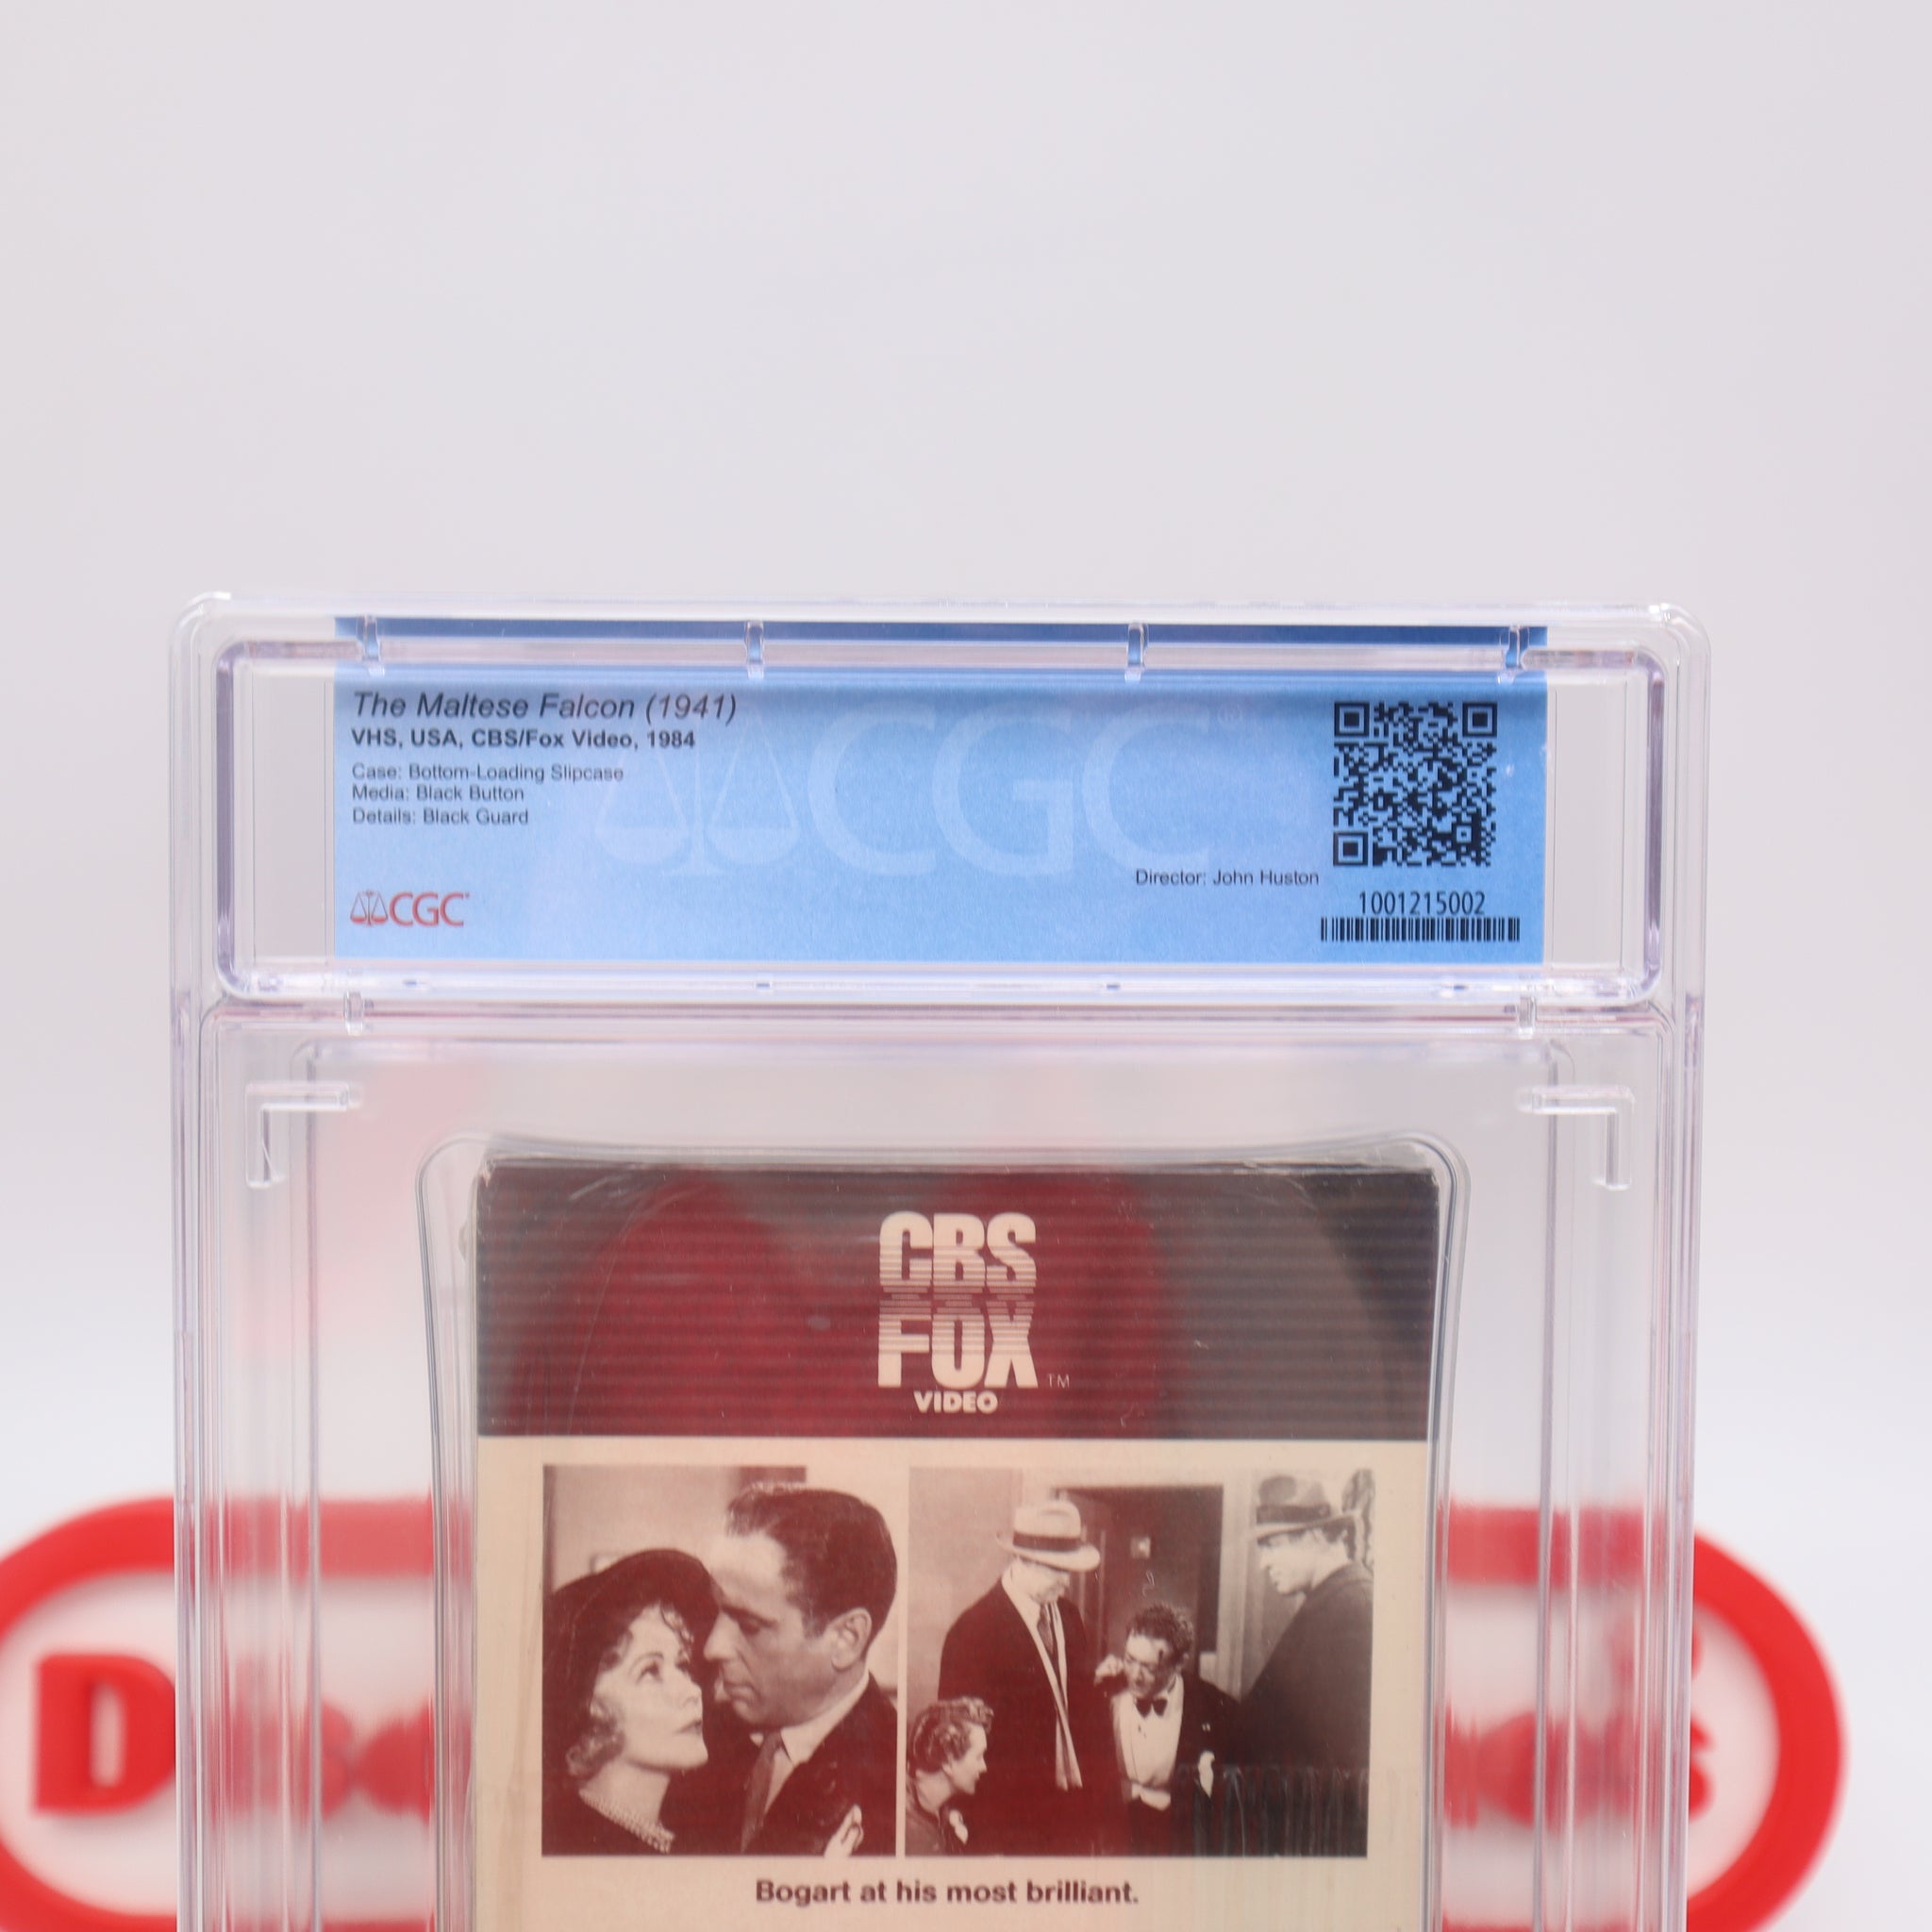 The Maltese Falcon (1941)
VHS, USA, CBS/Fox Video, 1984
Case: Bottom-Loading Slipcase
Media: Black Button
Details: Black Guard
CGC®
Director: John Huston
CGC
1001215002
CBS
FOX
VIDEO ™
Bogart at his most brilliant.
D